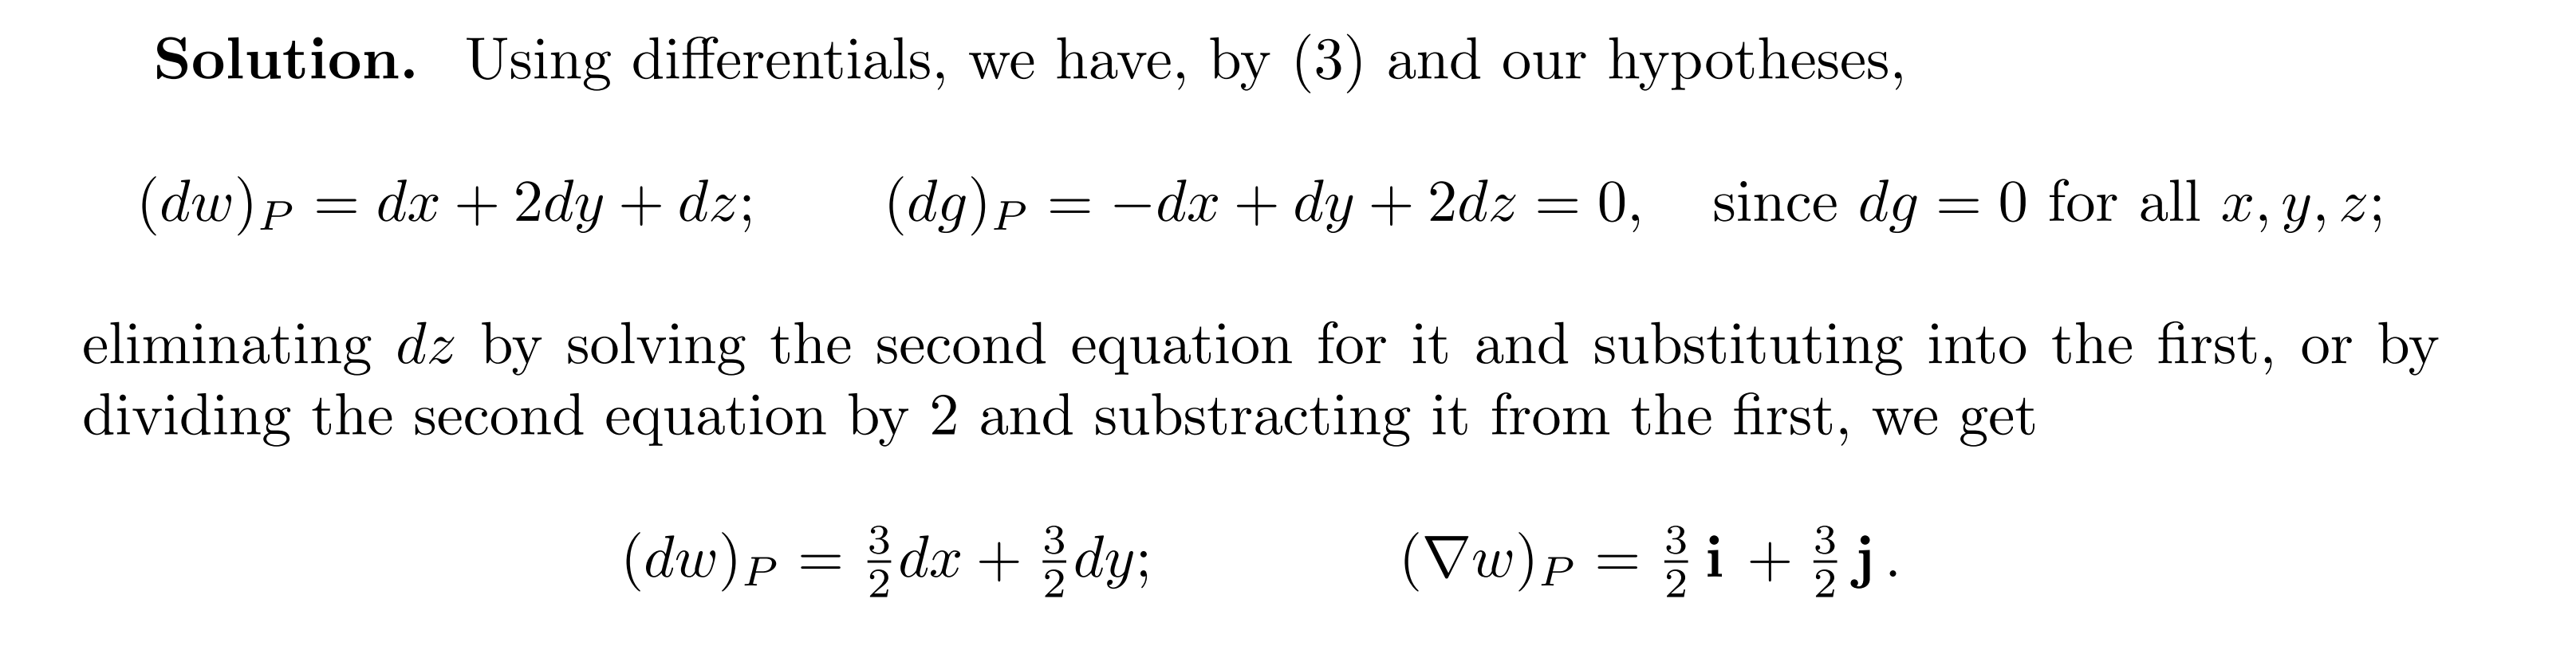 Solution. Using differentials, we have, by (3) and our hypotheses,
(dw)_P = dx + 2dy + dz; (dg)_P = −dx + dy + 2dz = 0, since dg = 0 for all x, y, z;
eliminating dz by solving the second equation for it and substituting into the first, or by
dividing the second equation by 2 and substracting it from the first, we get
(dw)_P = 3/2 dx + 3/2 dy; (∇w)_P = 3/2 i + 3/2 j .